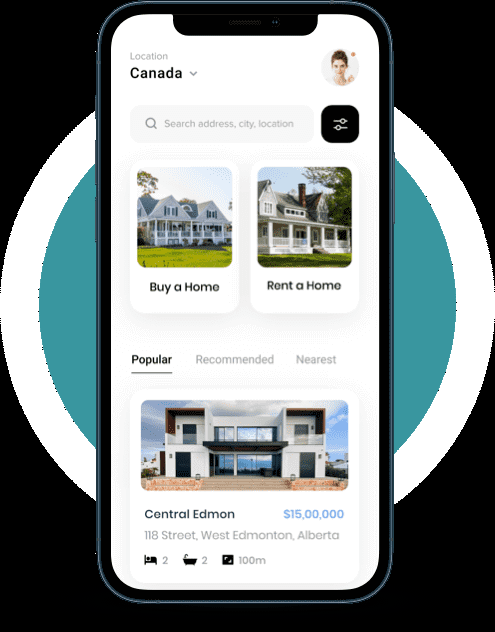 Location
Canada
Search address, city, location
Buy a Home
Rent a Home
Popular Recommended Nearest
Central Edmon $15,00,000
118 Street, West Edmonton, Alberta
2 2 100m